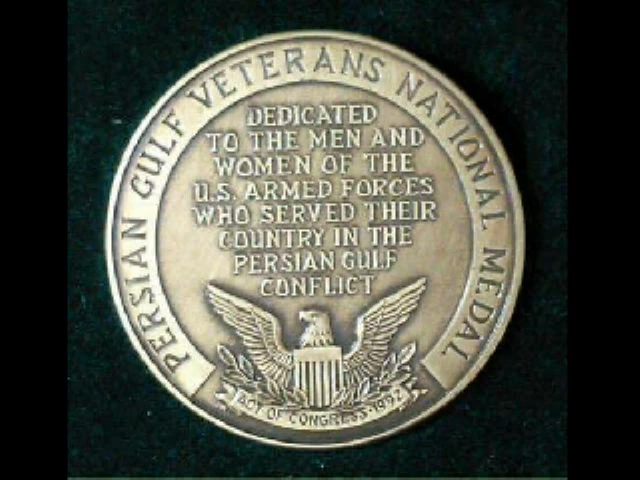 PERSIAN GULF VETERANS NATIONAL MEDAL
DEDICATED
TO THE MEN AND
WOMEN OF THE
U.S. ARMED FORCES
WHO SERVED THEIR
COUNTRY IN THE
PERSIAN GULF
CONFLICT
ACT OF CONGRESS·1992